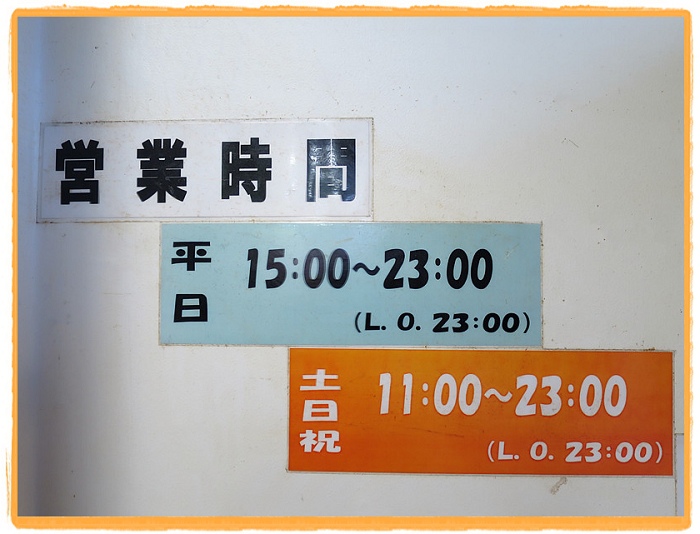 営業時間
平日 15:00～23:00
(L. O. 23:00)
土日祝 11:00～23:00
(L. O. 23:00)